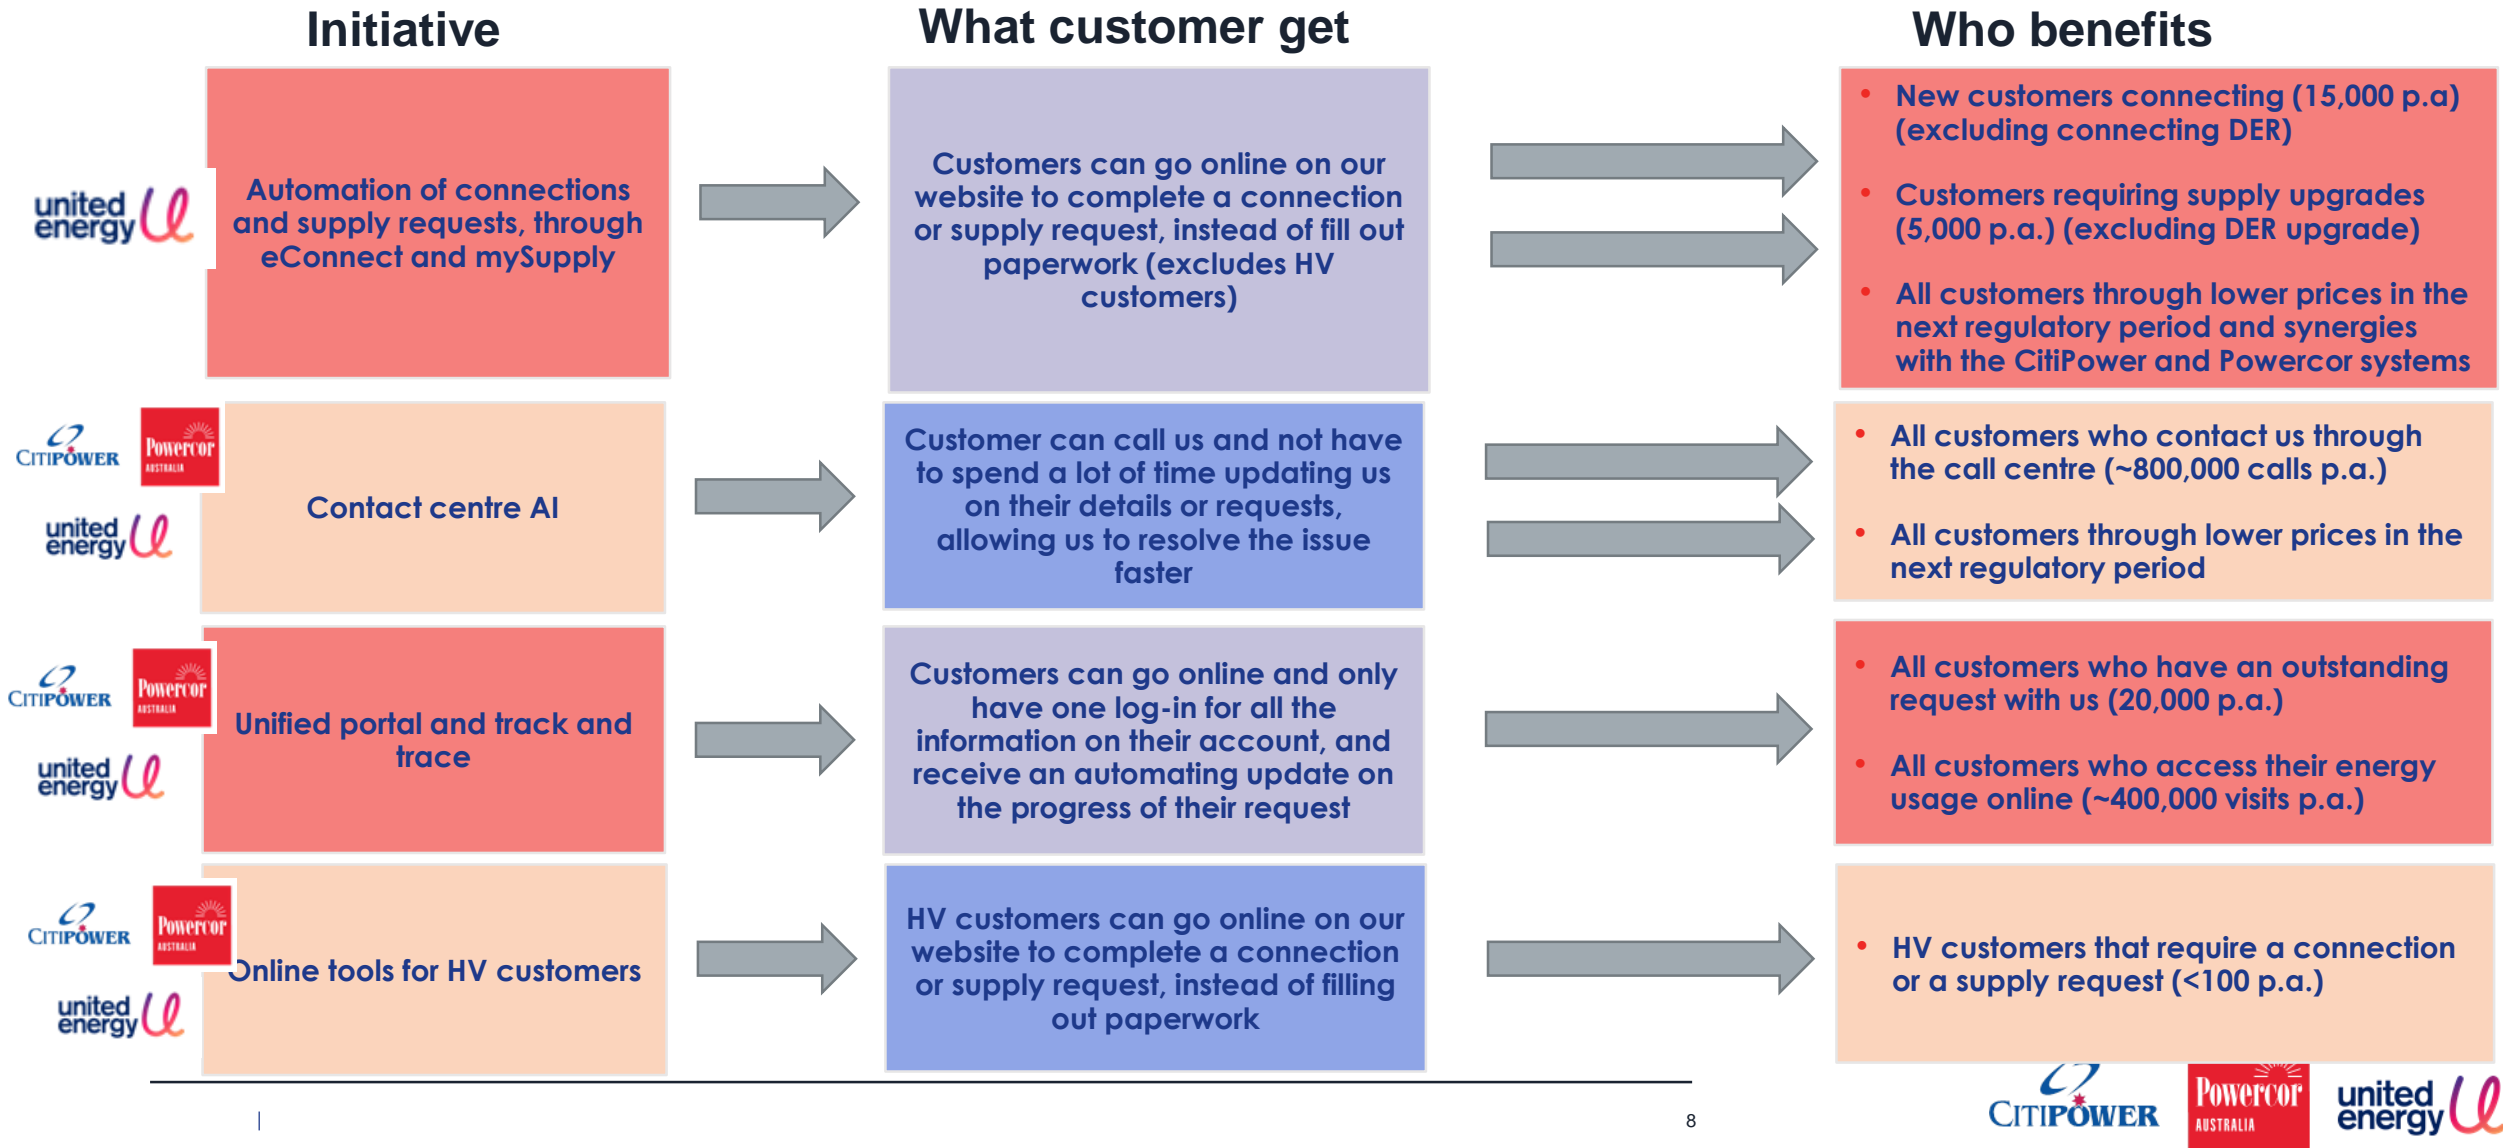 Initiative
What customer get
Who benefits
united
energy
Automation of connections
and supply requests, through
eConnect and mySupply
Customers can go online on our
website to complete a connection
or supply request, instead of fill out
paperwork (excludes HV
customers)
• New customers connecting (15,000 p.a)
(excluding connecting DER)
• Customers requiring supply upgrades
(5,000 p.a.) (excluding DER upgrade)
• All customers through lower prices in the
next regulatory period and synergies
with the CitiPower and Powercor systems
CITIPOWER
Powercor
AUSTRALIA
united
energy
Contact centre AI
Customer can call us and not have
to spend a lot of time updating us
on their details or requests,
allowing us to resolve the issue
faster
• All customers who contact us through
the call centre (~800,000 calls p.a.)
• All customers through lower prices in the
next regulatory period
CITIPOWER
Powercor
AUSTRALIA
united
energy
Unified portal and track and
trace
Customers can go online and only
have one log-in for all the
information on their account, and
receive an automating update on
the progress of their request
• All customers who have an outstanding
request with us (20,000 p.a.)
• All customers who access their energy
usage online (~400,000 visits p.a.)
CITIPOWER
Powercor
AUSTRALIA
united
energy
Online tools for HV customers
HV customers can go online on our
website to complete a connection
or supply request, instead of filling
out paperwork
• HV customers that require a connection
or a supply request (<100 p.a.)
|
8
CITIPOWER
Powercor
AUSTRALIA
united
energy